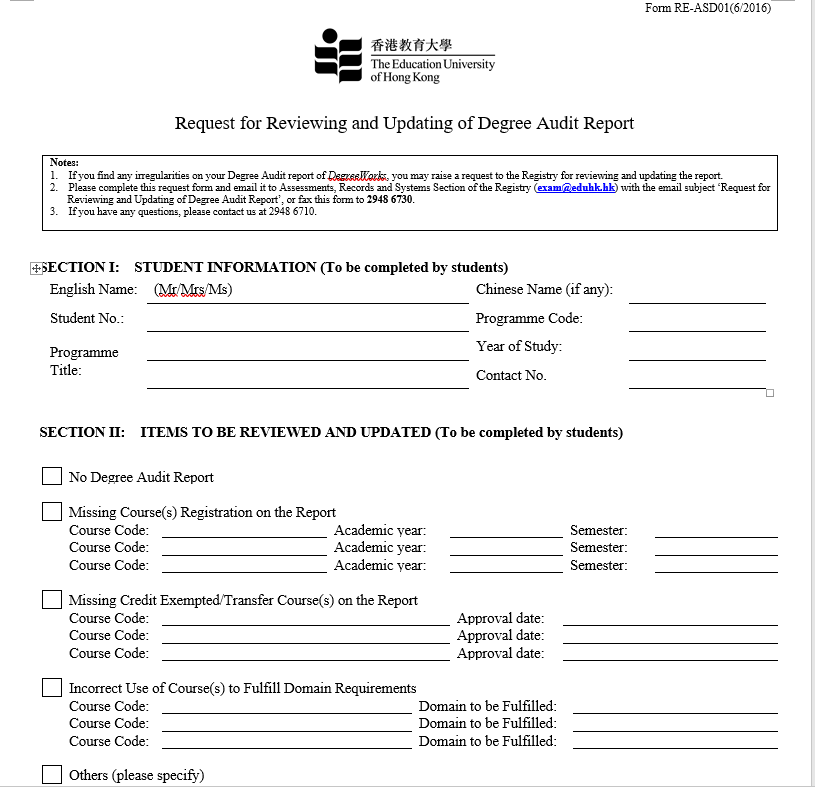 Form RE-ASD01(6/2016)
香港教育大學
The Education University
of Hong Kong
Request for Reviewing and Updating of Degree Audit Report
Notes:
1. If you find any irregularities on your Degree Audit report of DegreeWorks, you may raise a request to the Registry for reviewing and updating the report.
2. Please complete this request form and email it to Assessments, Records and Systems Section of the Registry (exam@eduhk.hk) with the email subject ‘Request for
Reviewing and Updating of Degree Audit Report’, or fax this form to 2948 6730.
3. If you have any questions, please contact us at 2948 6710.
SECTION I: STUDENT INFORMATION (To be completed by students)
English Name: (Mr/Mrs/Ms) Chinese Name (if any):
Student No.: Programme Code:
Programme Title: Year of Study:
Contact No.
SECTION II: ITEMS TO BE REVIEWED AND UPDATED (To be completed by students)
No Degree Audit Report
Missing Course(s) Registration on the Report
Course Code: Academic year: Semester:
Course Code: Academic year: Semester:
Course Code: Academic year: Semester:
Missing Credit Exempted/Transfer Course(s) on the Report
Course Code: Approval date:
Course Code: Approval date:
Course Code: Approval date:
Incorrect Use of Course(s) to Fulfill Domain Requirements
Course Code: Domain to be Fulfilled:
Course Code: Domain to be Fulfilled:
Course Code: Domain to be Fulfilled:
Others (please specify)